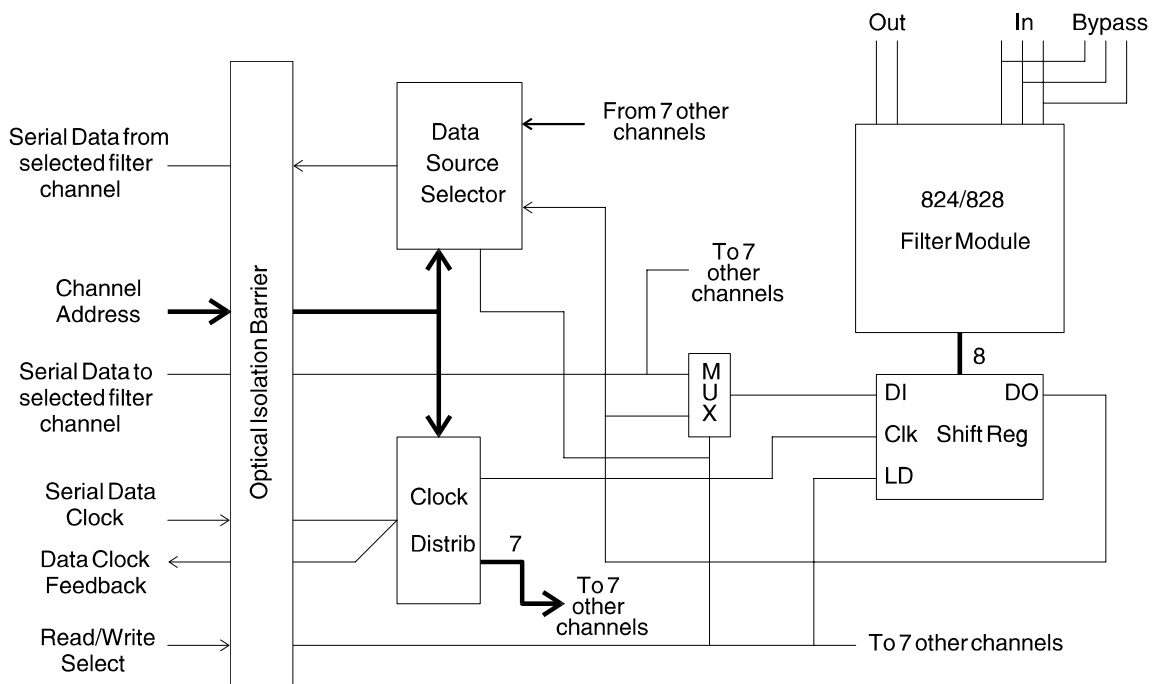 Out
In
Bypass
Serial Data from
selected filter
channel
Optical Isolation Barrier
Data
Source
Selector
From 7 other
channels
824/828
Filter Module
Channel
Address
To 7
other
channels
8
Serial Data to
selected filter
channel
M
U
X
DI
DO
Clk
Shift Reg
LD
Serial Data
Clock
Clock
Distrib
7
Data Clock
Feedback
To 7
other
channels
Read/Write
Select
To 7 other channels